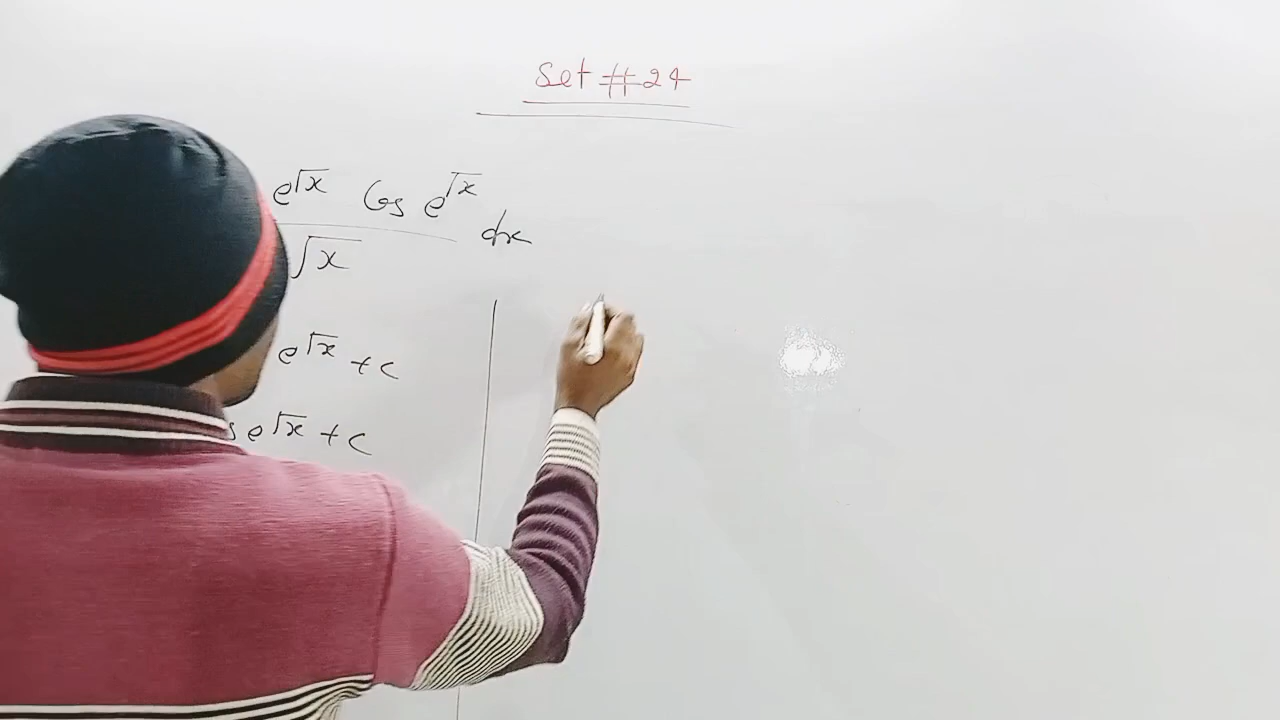 Set #24
e^√x Cos e^√x
dx
√x
e^√x +c
s e^√x +c